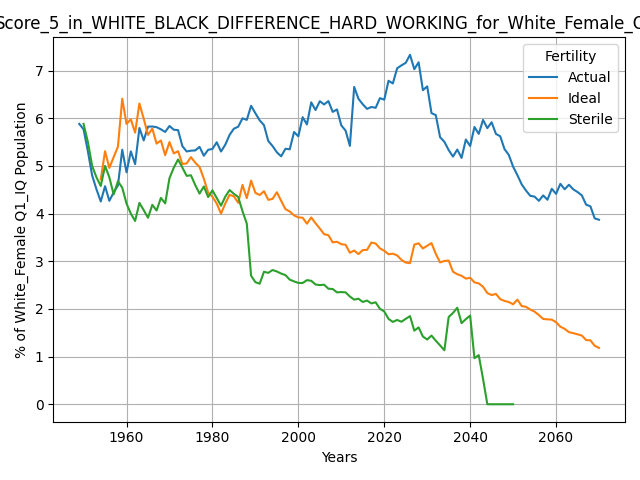 Score_5_in_WHITE_BLACK_DIFFERENCE_HARD_WORKING_for_White_Female_
Fertility
Actual
Ideal
Sterile
% of White_Female Q1_IQ Population
7
6
5
4
3
2
1
0
1960
1980
2000
2020
2040
2060
Years